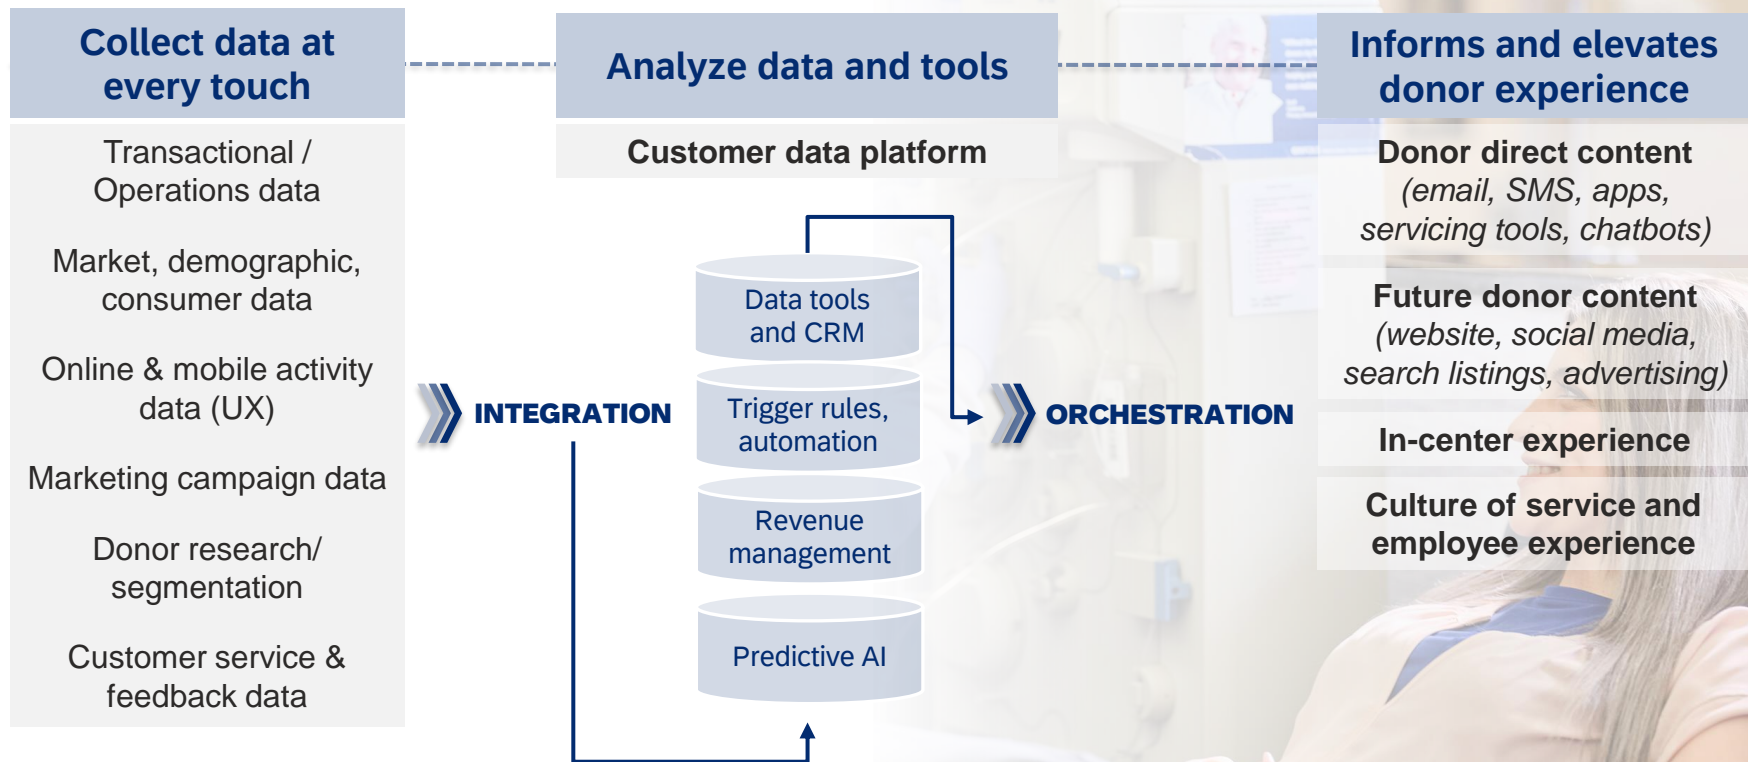 Collect data at
every touch
Transactional /
Operations data
Market, demographic,
consumer data
Online & mobile activity
data (UX)
Marketing campaign data
Donor research/
segmentation
Customer service &
feedback data
INTEGRATION
Analyze data and tools
Customer data platform
Data tools
and CRM
Trigger rules,
automation
Revenue
management
Predictive AI
ORCHESTRATION
Informs and elevates
donor experience
Donor direct content
(email, SMS, apps,
servicing tools, chatbots)
Future donor content
(website, social media,
search listings, advertising)
In-center experience
Culture of service and
employee experience